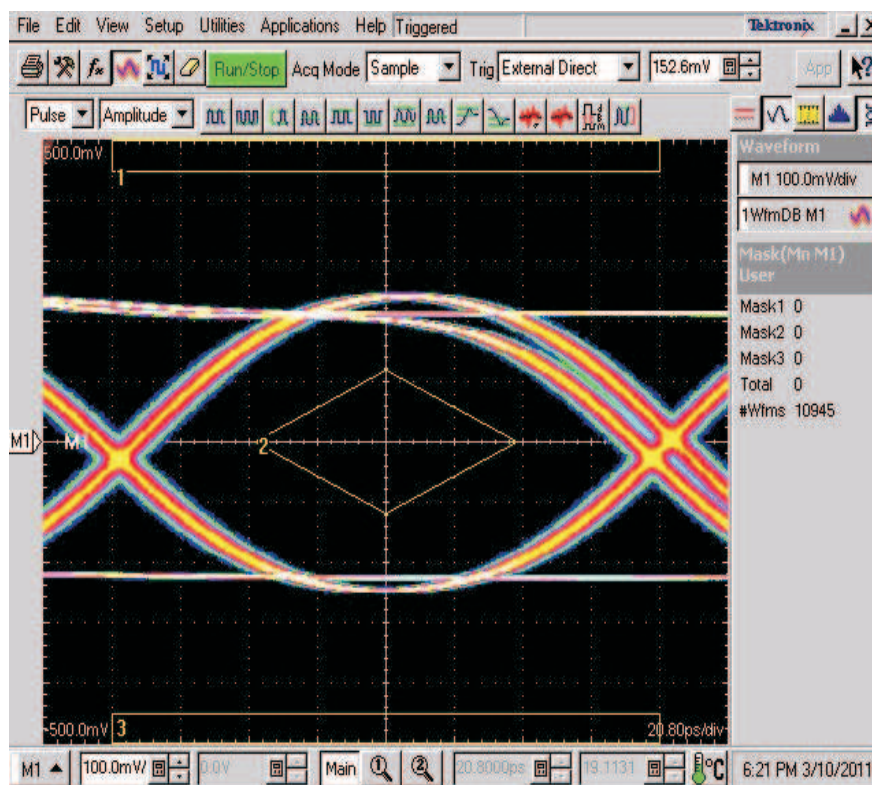 File Edit View Setup Utilities Applications Help Triggered Tektronix
Run/Stop Acq Mode Sample Trig External Direct 152.6mV App
Pulse Amplitude
500.0mV
1
Waveform
M1 100.0mV/div
1WfmDB M1
Mask(Mn M1)
User
Mask1 0
Mask2 0
Mask3 0
Total 0
#Wfms 10945
M1
M1
2
-500.0mV
3
20.80ps/div
M1 100.0mV/ 0.0V Main 1 2 20.8000ps 19.1131 °C 6:21 PM 3/10/2011